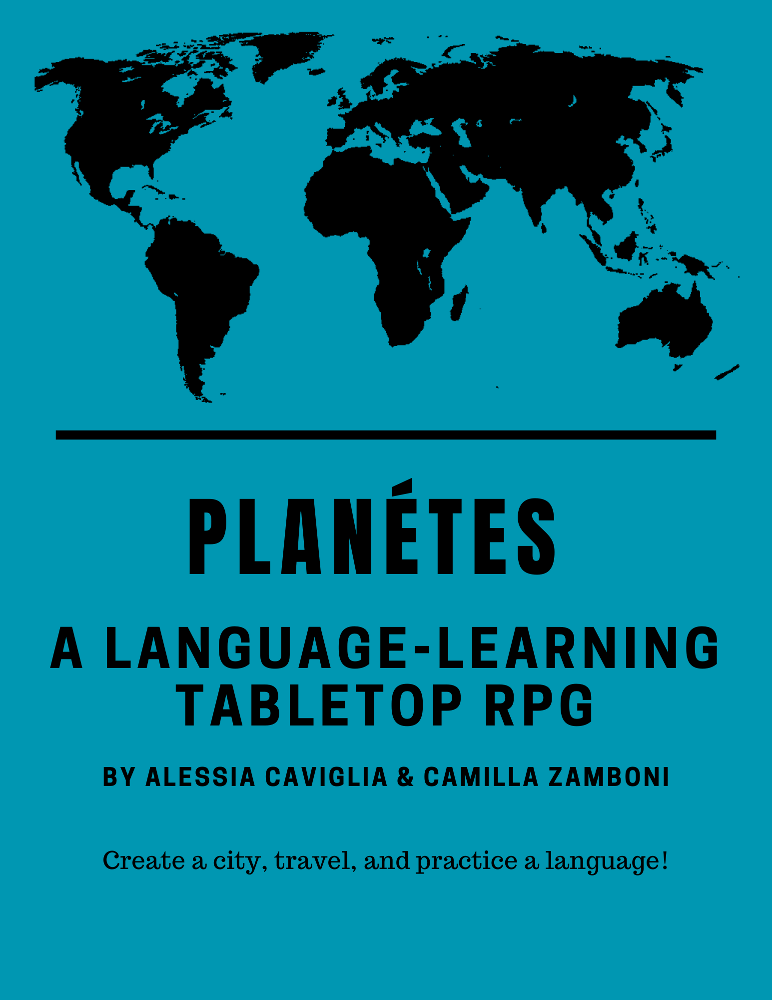 PLANÉTES
A LANGUAGE-LEARNING
TABLETOP RPG
BY ALESSIA CAVIGLIA & CAMILLA ZAMBONI
Create a city, travel, and practice a language!